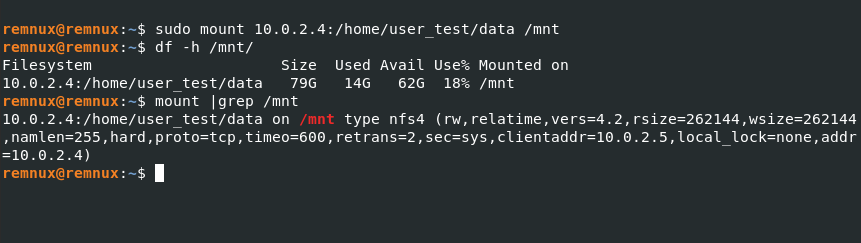 remnux@remnux:~$ sudo mount 10.0.2.4:/home/user_test/data /mnt
remnux@remnux:~$ df -h /mnt/
Filesystem                     Size  Used Avail Use% Mounted on
10.0.2.4:/home/user_test/data   79G   14G   62G  18% /mnt
remnux@remnux:~$ mount |grep /mnt
10.0.2.4:/home/user_test/data on /mnt type nfs4 (rw,relatime,vers=4.2,rsize=262144,wsize=262144
,namlen=255,hard,proto=tcp,timeo=600,retrans=2,sec=sys,clientaddr=10.0.2.5,local_lock=none,addr
=10.0.2.4)
remnux@remnux:~$